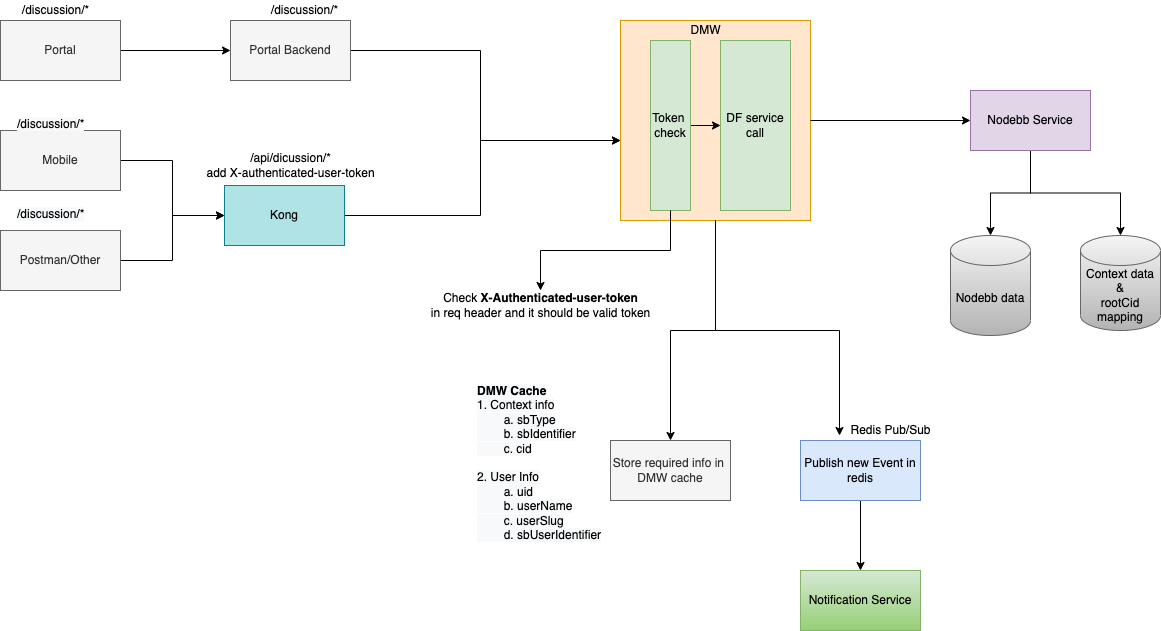 /discussion/*
Portal
/discussion/*
Portal Backend
/discussion/*
Mobile
/discussion/*
Postman/Other
/api/dicussion/*
add X-authenticated-user-token
Kong
DMW
Token
check
DF service
call
Nodebb Service
Nodebb data
Context data
&
rootCid
mapping
Check X-Authenticated-user-token
in req header and it should be valid token
DMW Cache
1. Context info
a. sbType
b. sbIdentifier
c. cid
2. User Info
a. uid
b. userName
c. userSlug
d. sbUserIdentifier
Store required info in
DMW cache
Redis Pub/Sub
Publish new Event in
redis
Notification Service